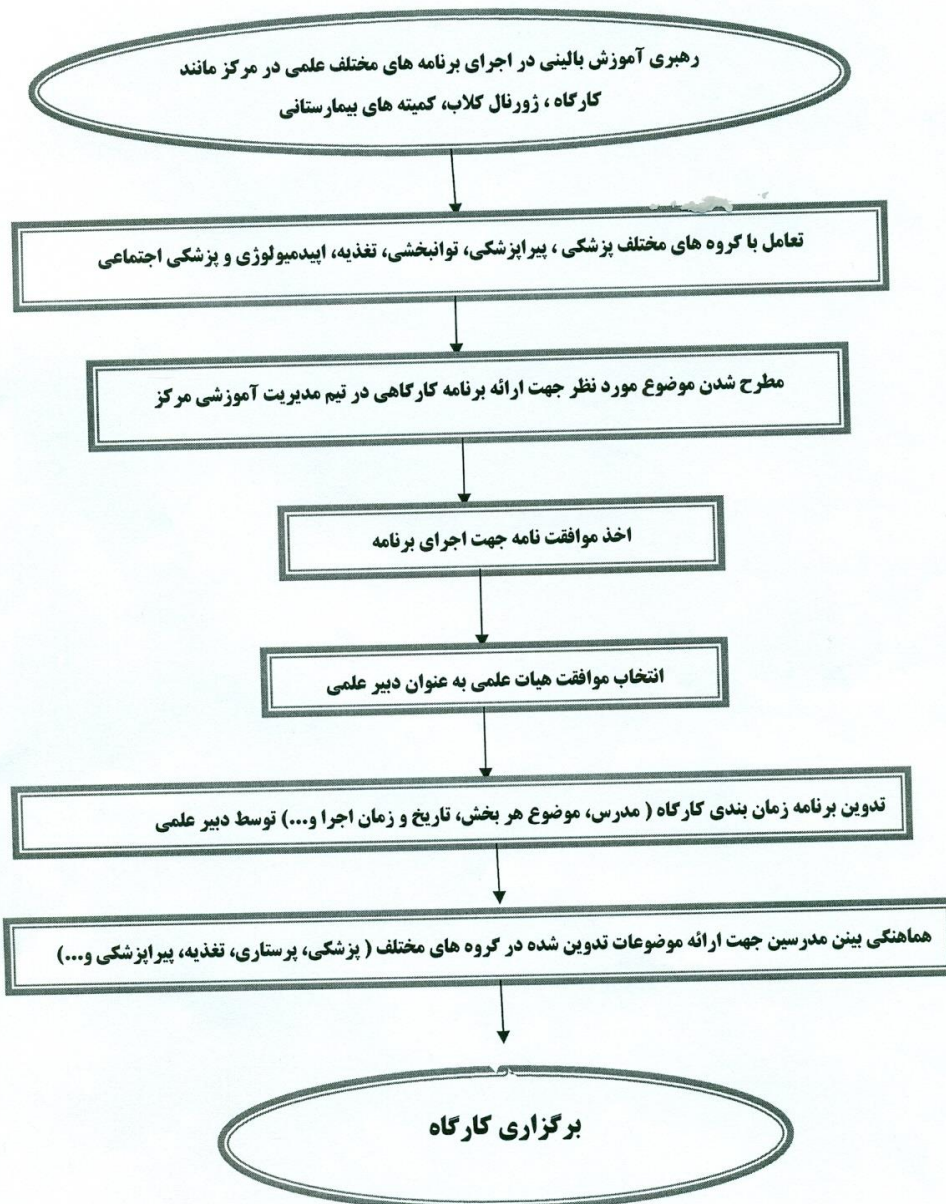 رهبری آموزش بالینی در اجرای برنامه های مختلف علمی در مرکز مانند
کارگاه ، ژورنال کلاب، کمیته های بیمارستانی
تعامل با گروه های مختلف پزشکی ، پیراپزشکی، توانبخشی، تغذیه، اپیدمیولوژی و پزشکی اجتماعی
مطرح شدن موضوع مورد نظر جهت ارائه برنامه کارگاهی در تیم مدیریت آموزشی مرکز
اخذ موافقت نامه جهت اجرای برنامه
انتخاب موافقت هیات علمی به عنوان دبیر علمی
تدوین برنامه زمان بندی کارگاه ( مدرس، موضوع هر بخش، تاریخ و زمان اجرا و...) توسط دبیر علمی
هماهنگی بینن مدرسین جهت ارائه موضوعات تدوین شده در گروه های مختلف ( پزشکی، پرستاری، تغذیه، پیراپزشکی و...)
برگزاری کارگاه